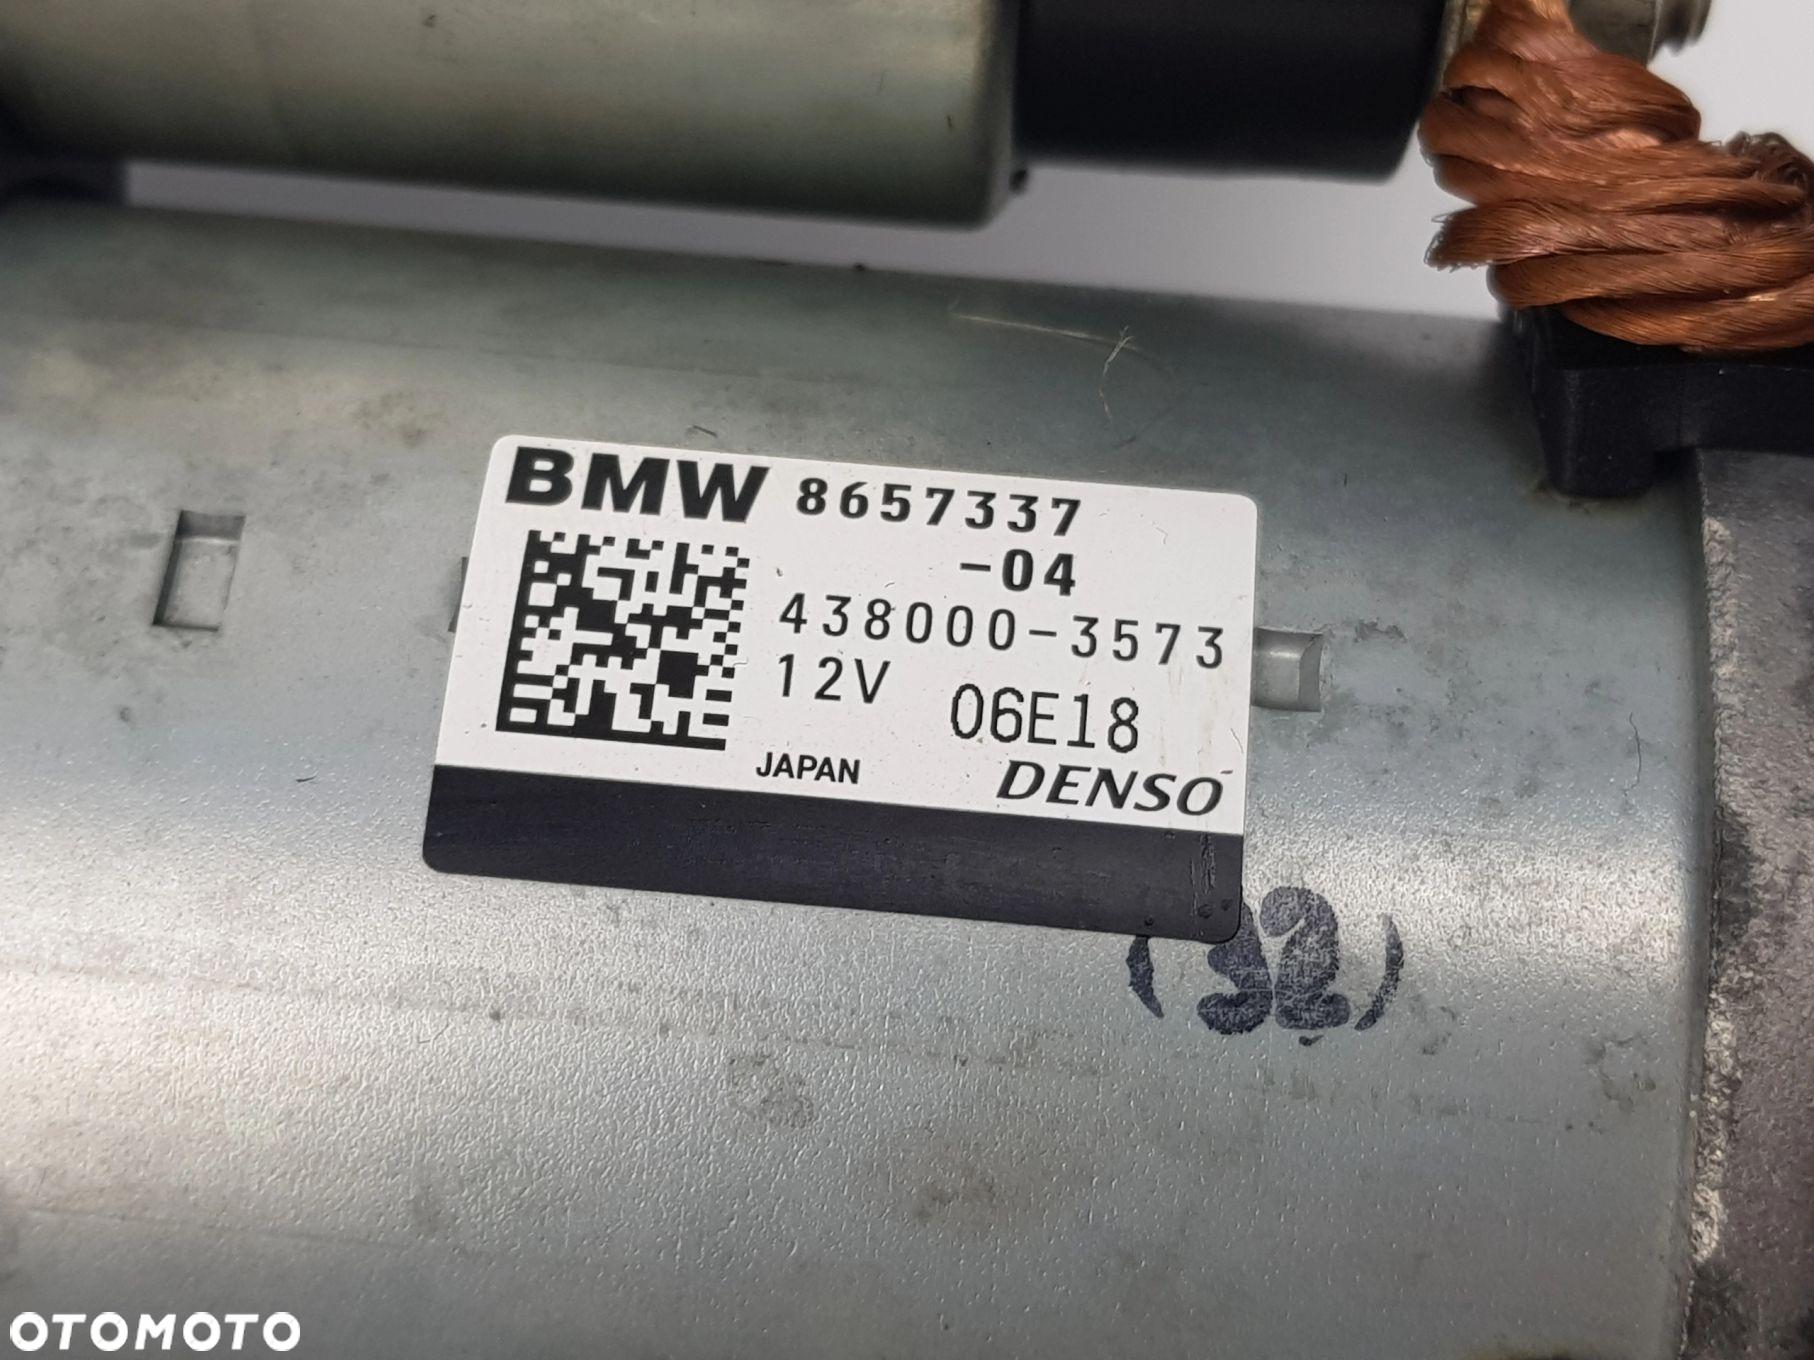 BMW 8657337
-04
438000-3573
12V 06E18
JAPAN DENSO
(32)
OTOMOTO